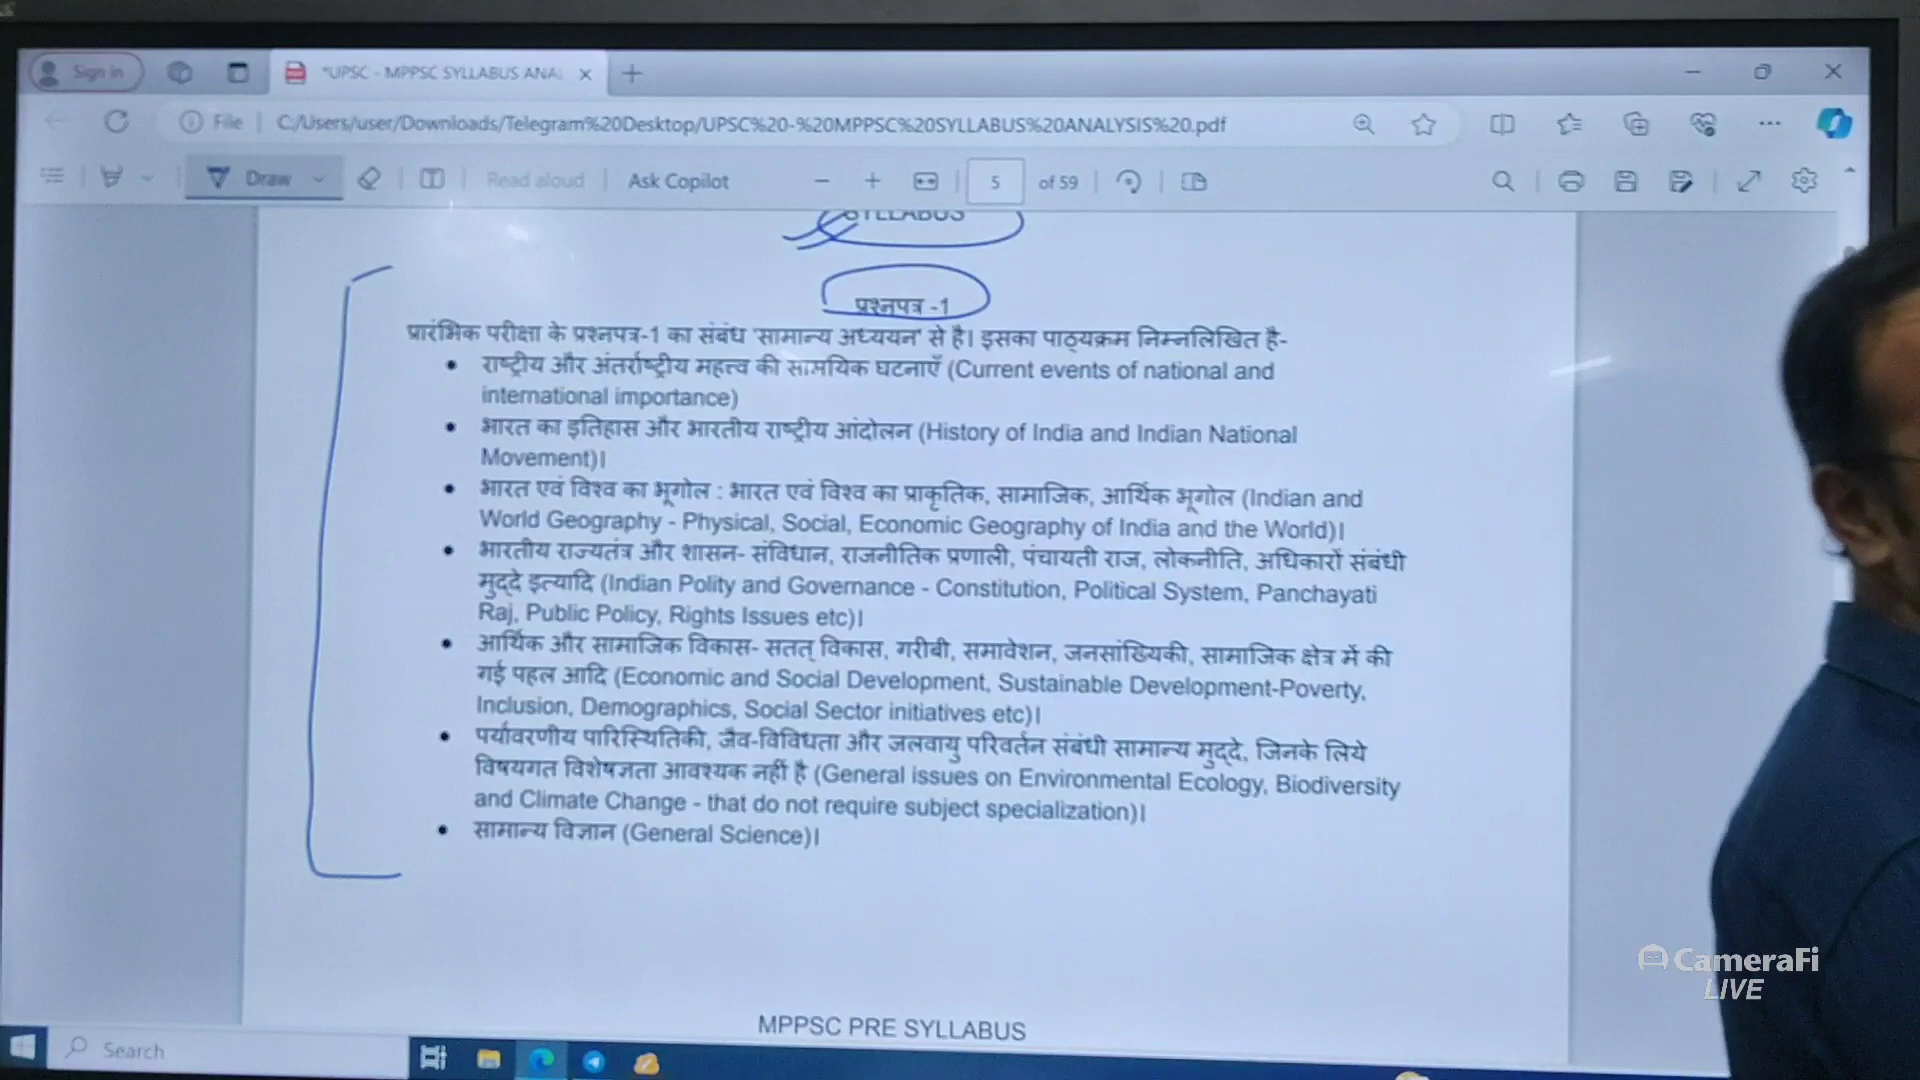 Sign in
*UPSC - MPPSC SYLLABUS ANAL
File
C:/Users/user/Downloads/Telegram%20Desktop/UPSC%20-%20MPPSC%20SYLLABUS%20ANALYSIS%20.pdf
Draw
Read aloud
Ask Copilot
5 of 59
SYLLABUS
प्रश्नपत्र -1
प्रारंभिक परीक्षा के प्रश्नपत्र-1 का संबंध 'सामान्य अध्ययन' से है। इसका पाठ्यक्रम निम्नलिखित है-
• राष्ट्रीय और अंतर्राष्ट्रीय महत्त्व की सामयिक घटनाएँ (Current events of national and
international importance)
• भारत का इतिहास और भारतीय राष्ट्रीय आंदोलन (History of India and Indian National
Movement)।
• भारत एवं विश्व का भूगोल : भारत एवं विश्व का प्राकृतिक, सामाजिक, आर्थिक भूगोल (Indian and
World Geography - Physical, Social, Economic Geography of India and the World)।
• भारतीय राज्यतंत्र और शासन- संविधान, राजनीतिक प्रणाली, पंचायती राज, लोकनीति, अधिकारों संबंधी
मुद्दे इत्यादि (Indian Polity and Governance - Constitution, Political System, Panchayati
Raj, Public Policy, Rights Issues etc)।
• आर्थिक और सामाजिक विकास- सतत् विकास, गरीबी, समावेशन, जनसांख्यिकी, सामाजिक क्षेत्र में की
गई पहल आदि (Economic and Social Development, Sustainable Development-Poverty,
Inclusion, Demographics, Social Sector initiatives etc)।
• पर्यावरणीय पारिस्थितिकी, जैव-विविधता और जलवायु परिवर्तन संबंधी सामान्य मुद्दे, जिनके लिये
विषयगत विशेषज्ञता आवश्यक नहीं है (General issues on Environmental Ecology, Biodiversity
and Climate Change - that do not require subject specialization)।
• सामान्य विज्ञान (General Science)।
MPPSC PRE SYLLABUS
CameraFi
LIVE
Search